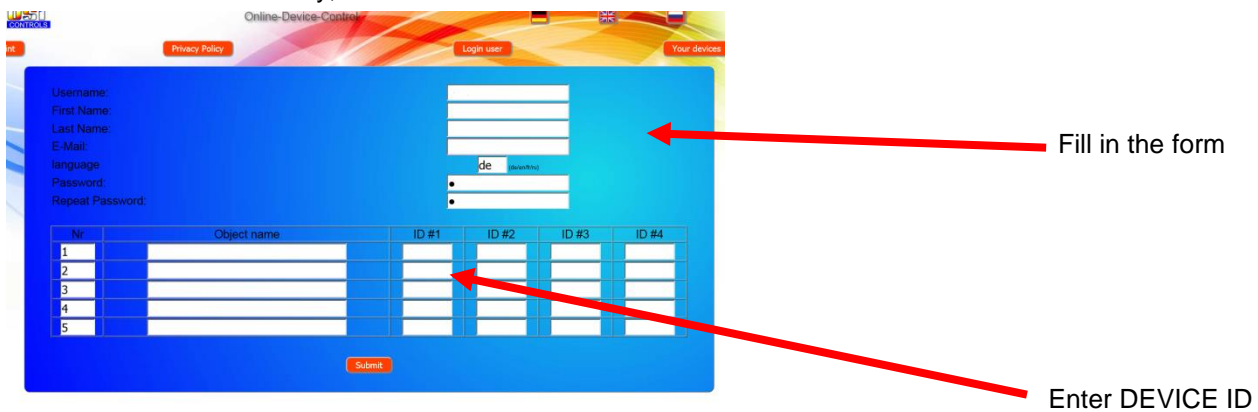 CONTROLS
Online-Device-Control
Privacy Policy
Login user
Your devices
Username:
First Name:
Last Name:
E-Mail:
language
de
Password:
Repeat Password:
Fill in the form
Nr Object name ID #1 ID #2 ID #3 ID #4
1
2
3
4
5
Submit
Enter DEVICE ID